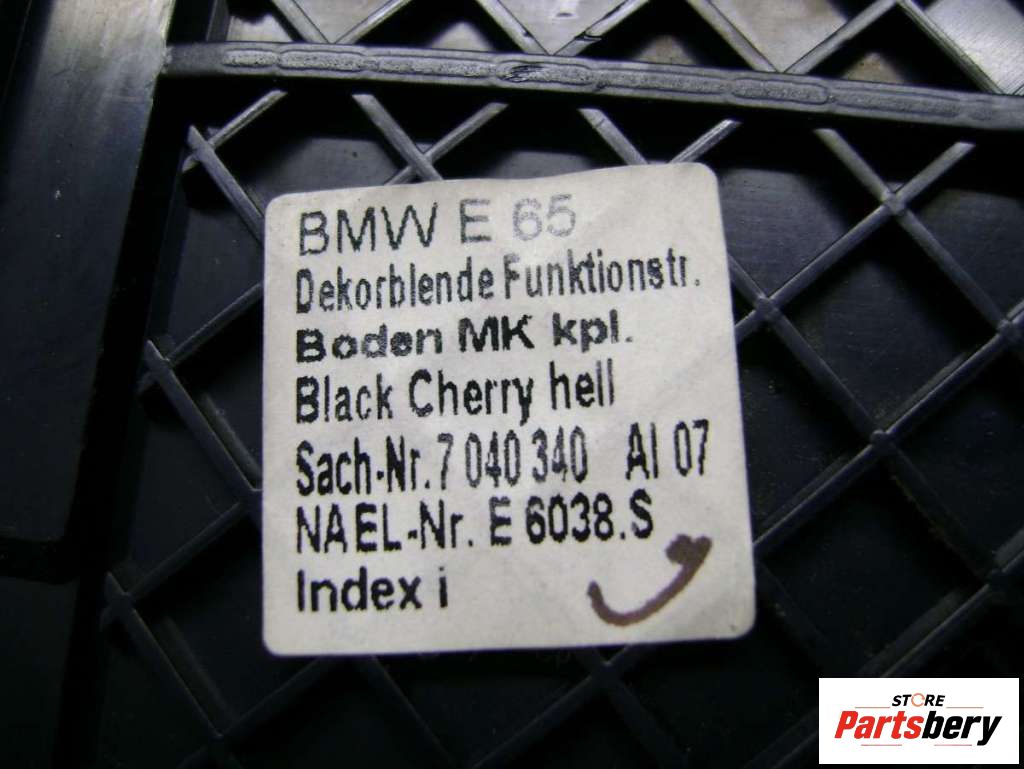 BMW E 65
Dekorblende Funktionstr.
Boden MK kpl.
Black Cherry hell
Sach-Nr. 7 040 340 AI 07
NAEL-Nr. E 6038.S
Index i
STORE
Partsbery